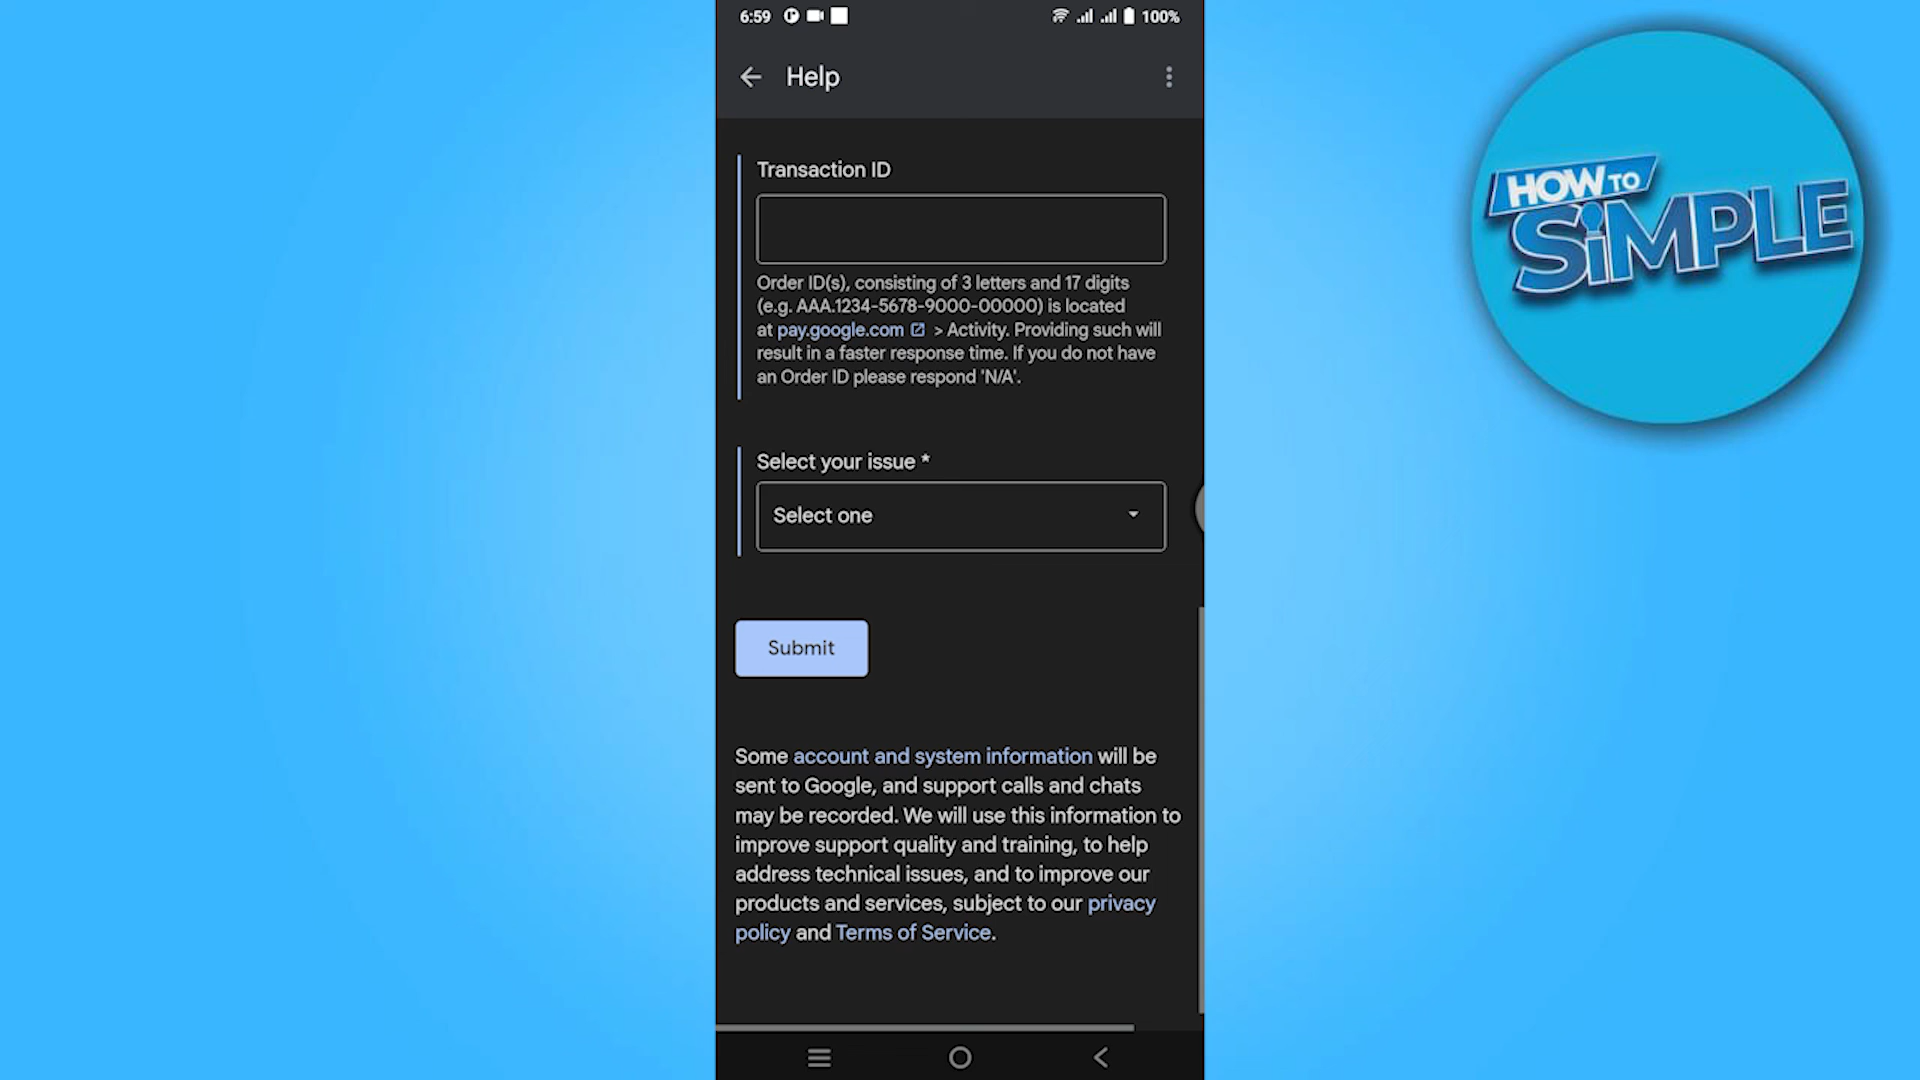 6:59
100%
Help
Transaction ID
Order ID(s), consisting of 3 letters and 17 digits
(e.g. AAA.1234-5678-9000-00000) is located
at pay.google.com > Activity. Providing such will
result in a faster response time. If you do not have
an Order ID please respond 'N/A'.
Select your issue *
Select one
Submit
Some account and system information will be
sent to Google, and support calls and chats
may be recorded. We will use this information to
improve support quality and training, to help
address technical issues, and to improve our
products and services, subject to our privacy
policy and Terms of Service.
HOW TO
SiMPLE